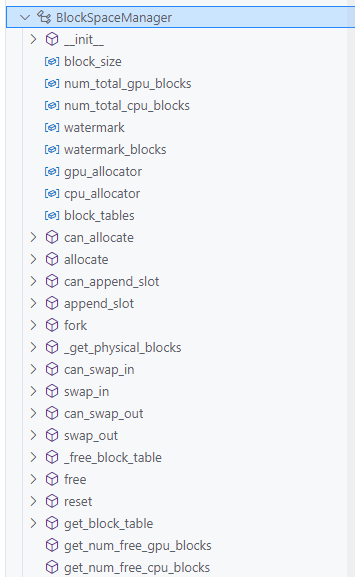 BlockSpaceManager
__init__
block_size
num_total_gpu_blocks
num_total_cpu_blocks
watermark
watermark_blocks
gpu_allocator
cpu_allocator
block_tables
can_allocate
allocate
can_append_slot
append_slot
fork
_get_physical_blocks
can_swap_in
swap_in
can_swap_out
swap_out
_free_block_table
free
reset
get_block_table
get_num_free_gpu_blocks
get_num_free_cpu_blocks